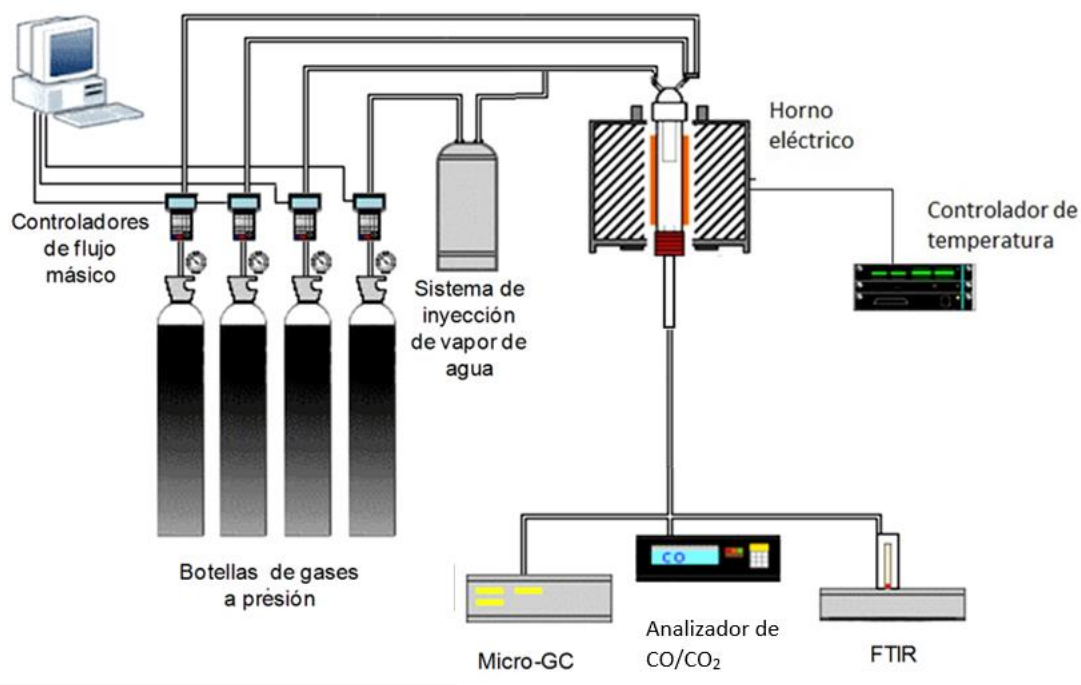 Horno
eléctrico
Controladores
de flujo
másico
Controlador de
temperatura
Sistema de
inyección
de vapor de
agua
Botellas de gases
a presión
CO
Micro-GC
Analizador de
CO/CO₂
FTIR